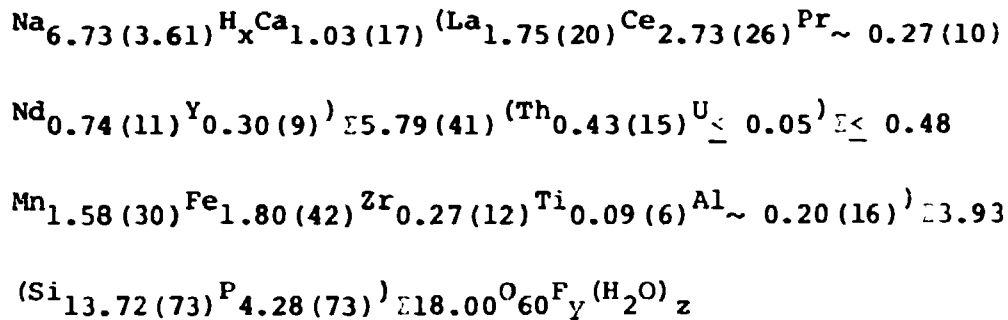 Na6.73(3.61)HxCa1.03(17)(La1.75(20)Ce2.73(26)Pr~ 0.27(10)
Nd0.74(11)Y0.30(9))Σ5.79(41)(Th0.43(15)U≤ 0.05)Σ≤ 0.48
Mn1.58(30)Fe1.80(42)Zr0.27(12)Ti0.09(6)Al~ 0.20(16))Σ3.93
(Si13.72(73)P4.28(73))Σ18.00O60Fy(H2O)z